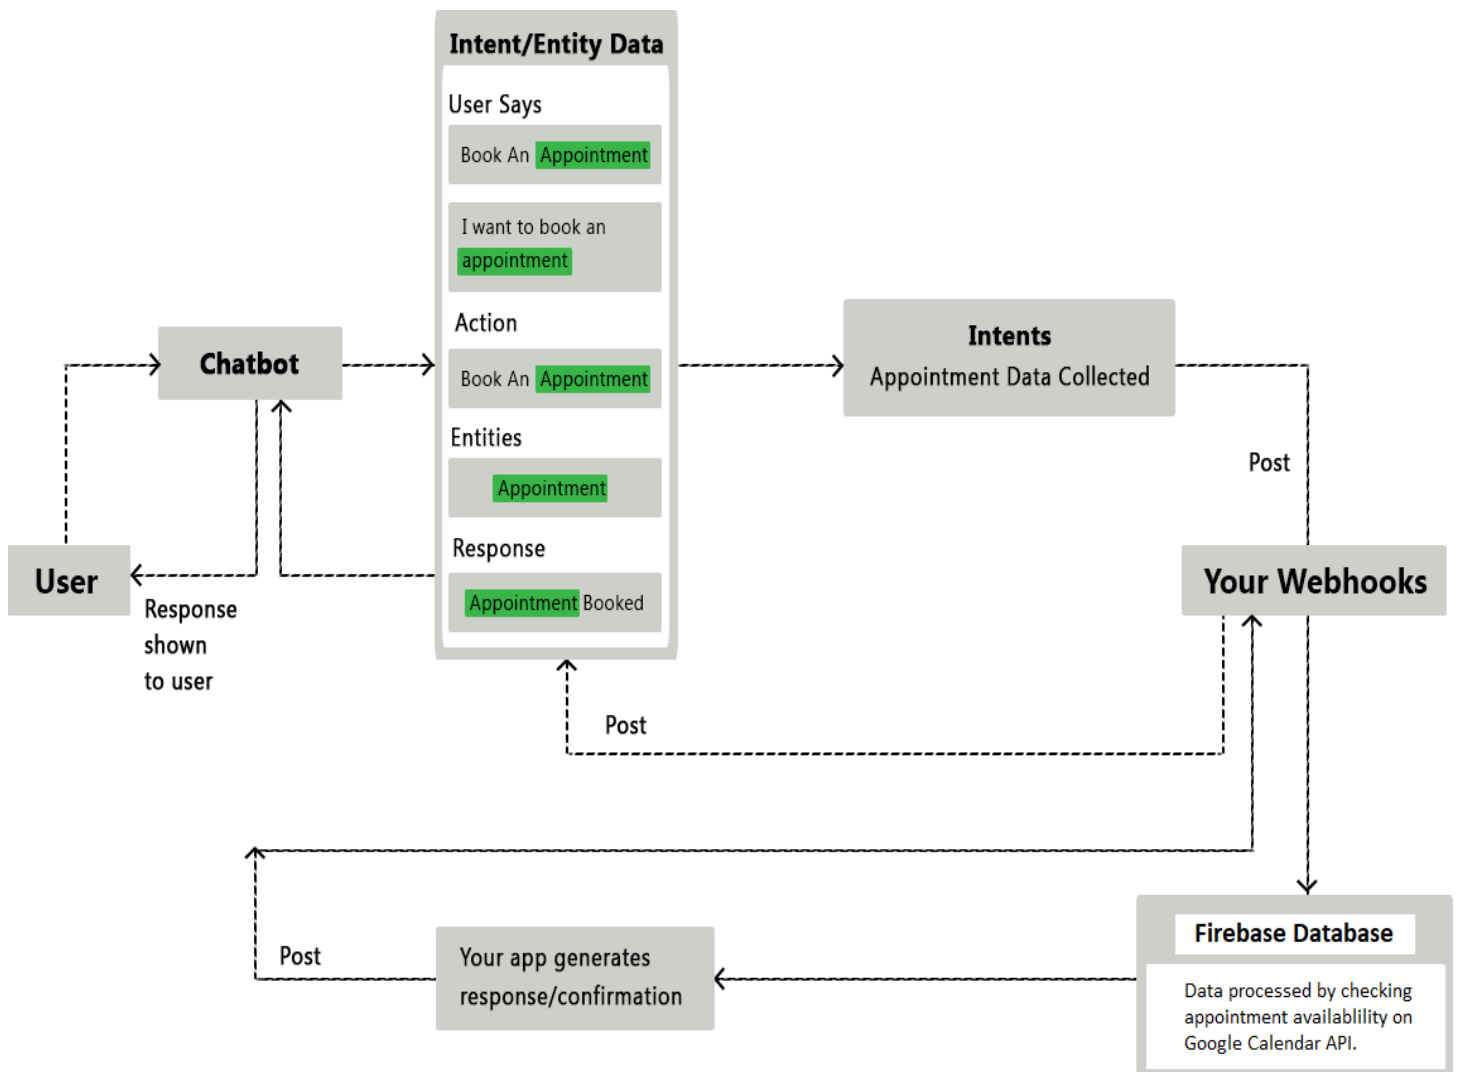 Intent/Entity Data
User Says
Book An Appointment
I want to book an
appointment
Action
Book An Appointment
Entities
Appointment
Response
Appointment Booked
Chatbot
User
Response
shown
to user
Intents
Appointment Data Collected
Post
Your Webhooks
Post
Post
Your app generates
response/confirmation
Firebase Database
Data processed by checking
appointment availablility on
Google Calendar API.